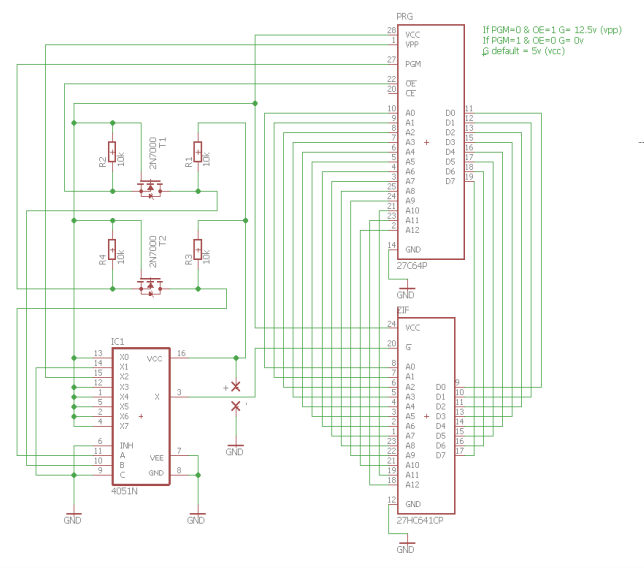 PRG
28 VCC
1 VPP
27 PGM
22 OE
20 CE
10 A0 D0 11
9 A1 D1 12
8 A2 D2 13
7 A3 D3 15
6 A4 D4 16
5 A5 D5 17
4 A6 D6 18
3 A7 D7 19
25 A8
24 A9
21 A10
23 A11
2 A12
14 GND
27C64P
GND
If PGM=0 & OE=1 G= 12.5v (vpp)
If PGM=1 & OE=0 G= 0v
G default = 5v (vcc)
R2
10k
2N7000
T1
R1
10k
R4
10k
2N7000
T2
R3
10k
IC1
13 X0 VCC 16
14 X1
15 X2
12 X3
1 X4 X 3
5 X5
2 X6
4 X7
6 INH
11 A VEE 7
10 B
9 C GND 8
4051N
GND
GND
+
-
GND
EIF
24 VCC
20 G
8 A0
7 A1
6 A2 D0 9
5 A3 D1 10
4 A4 D2 11
3 A5 D3 13
2 A6 D4 14
1 A7 D5 15
23 A8 D6 16
22 A9 D7 17
21 A10
19 A11
18 A12
12 GND
27HC641CP
GND